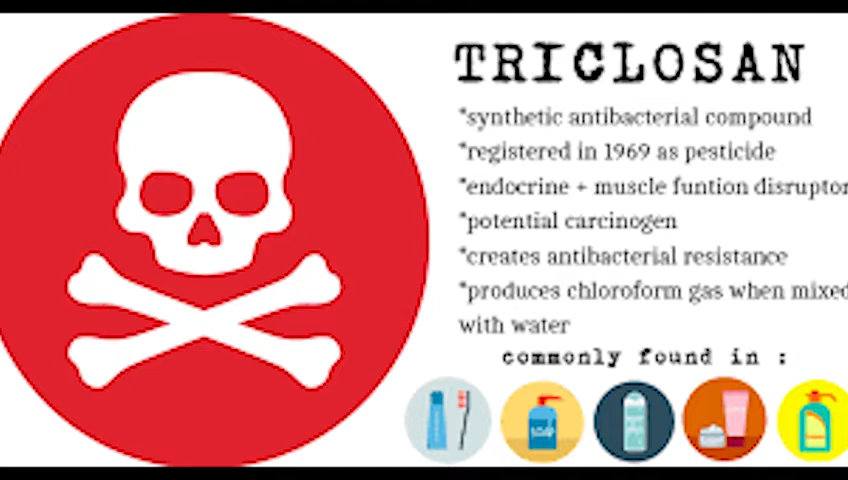 TRICLOSAN
*synthetic antibacterial compound
*registered in 1969 as pesticide
*endocrine + muscle funtion disruptor
*potential carcinogen
*creates antibacterial resistance
*produces chloroform gas when mixed
with water
commonly found in :
soap